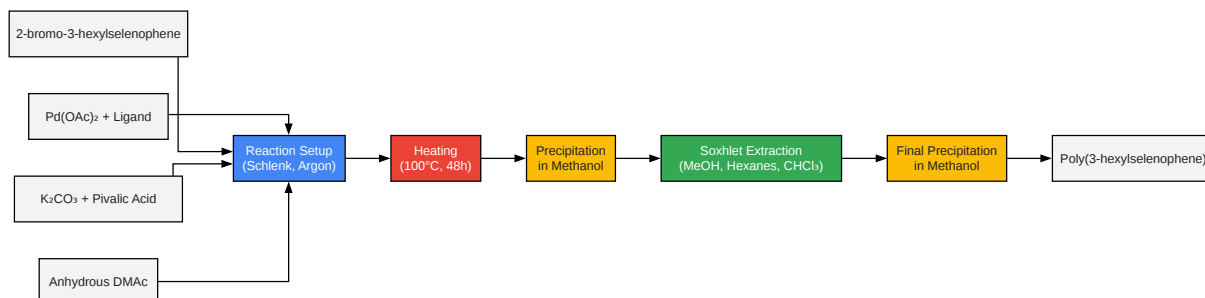 2-bromo-3-hexylselenophene
Pd(OAc)₂ + Ligand
K₂CO₃ + Pivalic Acid
Anhydrous DMAc
Reaction Setup
(Schlenk, Argon)
Heating
(100°C, 48h)
Precipitation
in Methanol
Soxhlet Extraction
(MeOH, Hexanes, CHCl₃)
Final Precipitation
in Methanol
Poly(3-hexylselenophene)